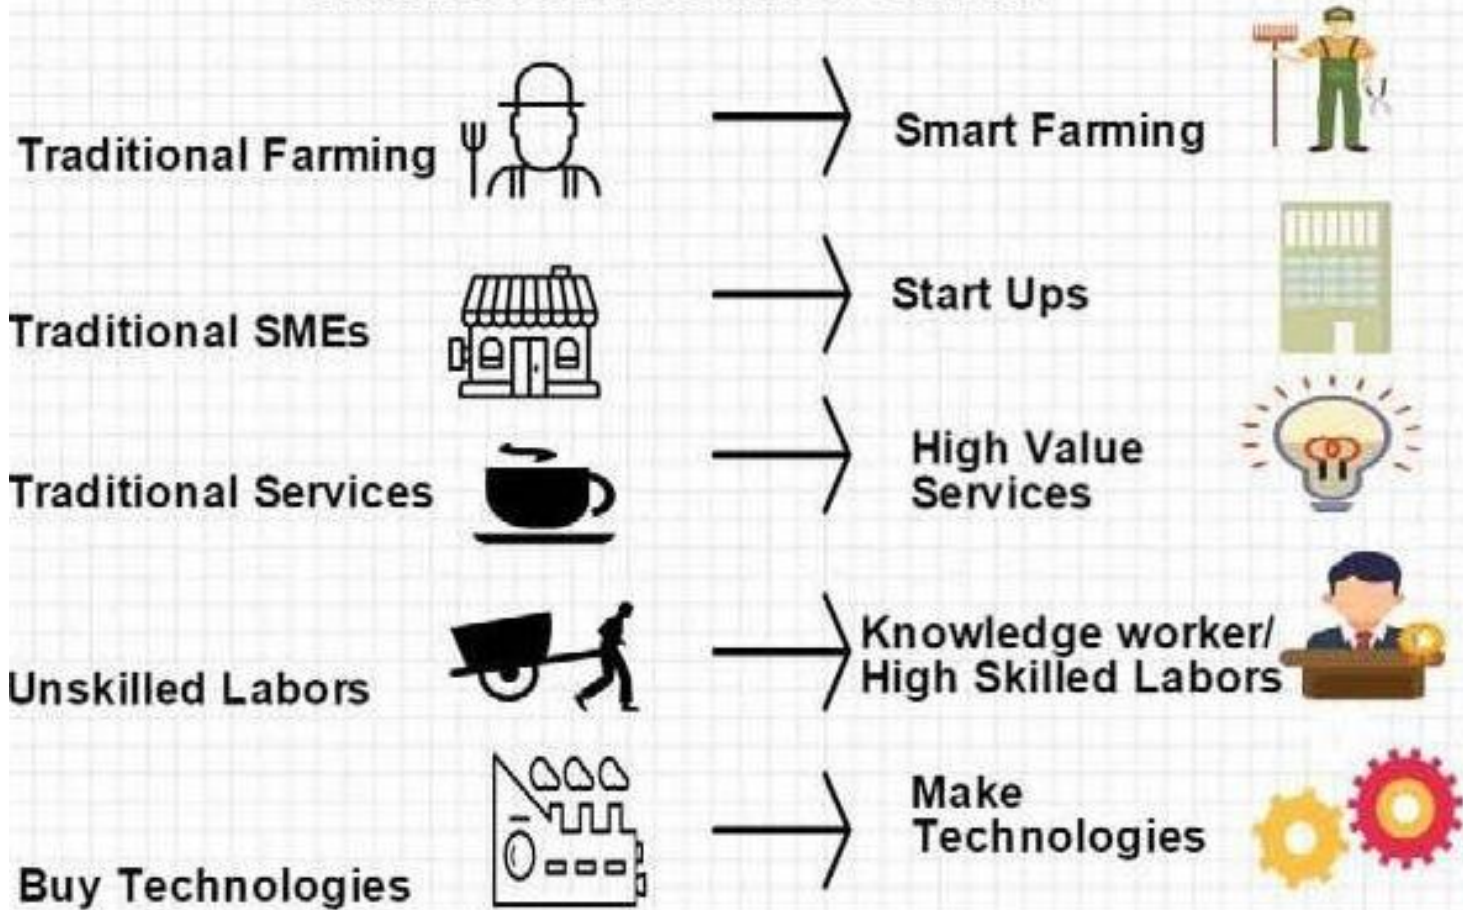 Traditional Farming
Smart Farming
Traditional SMEs
Start Ups
Traditional Services
High Value
Services
Unskilled Labors
Knowledge worker/
High Skilled Labors
Buy Technologies
Make
Technologies